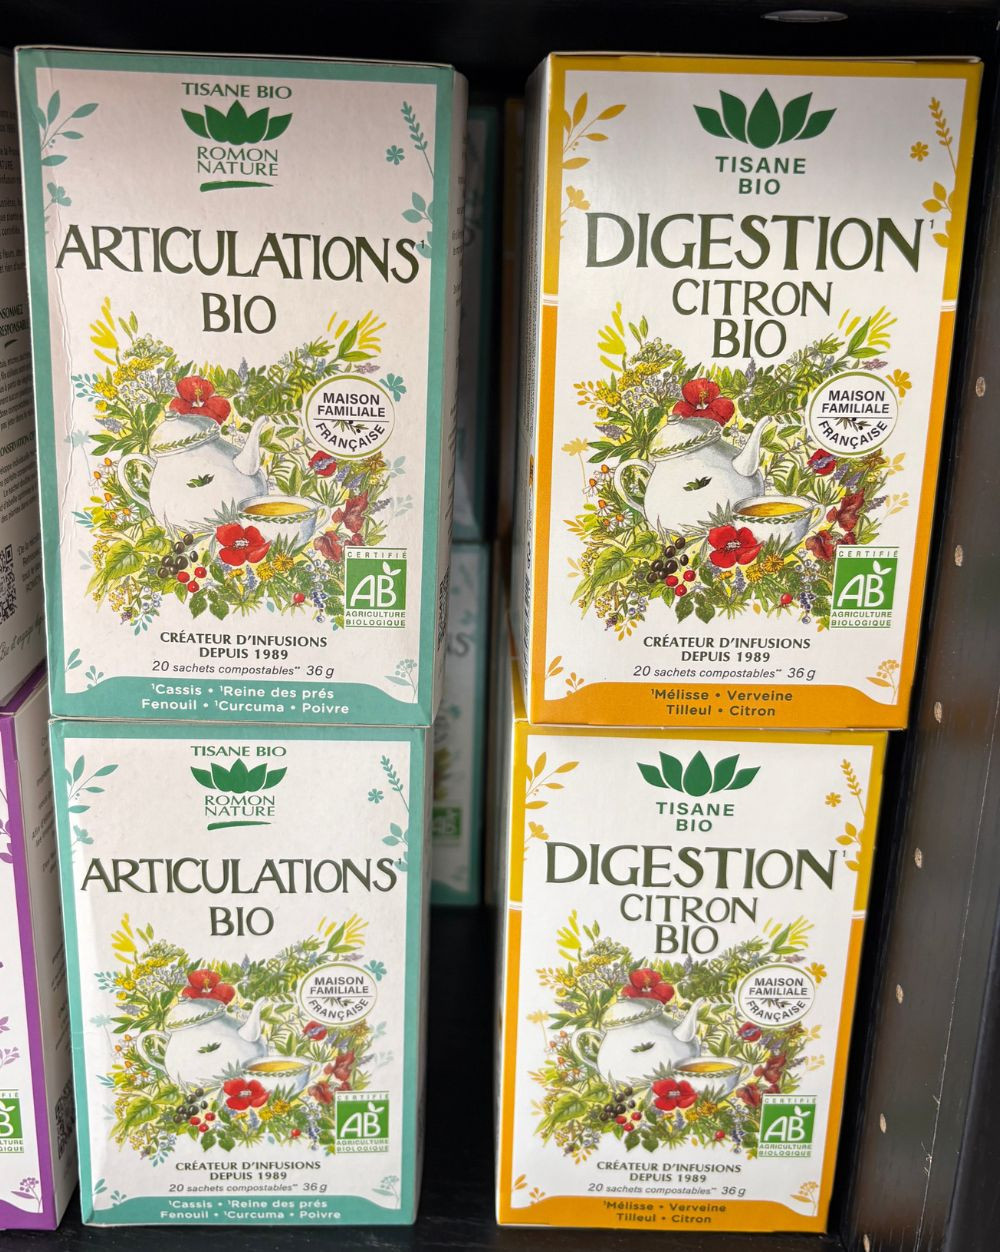 TISANE BIO
ROMON
NATURE
ARTICULATIONS¹
BIO
MAISON
FAMILIALE
FRANÇAISE
CERTIFIÉ
AB
AGRICULTURE
BIOLOGIQUE
CRÉATEUR D'INFUSIONS
DEPUIS 1989
20 sachets compostables** 36 g
¹Cassis • ¹Reine des prés
Fenouil • ¹Curcuma • Poivre
TISANE
BIO
DIGESTION¹
CITRON
BIO
MAISON
FAMILIALE
FRANÇAISE
CERTIFIÉ
AB
AGRICULTURE
BIOLOGIQUE
CRÉATEUR D'INFUSIONS
DEPUIS 1989
20 sachets compostables** 36 g
¹Mélisse • Verveine
Tilleul • Citron
TISANE BIO
ROMON
NATURE
ARTICULATIONS¹
BIO
MAISON
FAMILIALE
FRANÇAISE
CERTIFIÉ
AB
AGRICULTURE
BIOLOGIQUE
CRÉATEUR D'INFUSIONS
DEPUIS 1989
20 sachets compostables** 36 g
¹Cassis • ¹Reine des prés
Fenouil • ¹Curcuma • Poivre
TISANE
BIO
DIGESTION¹
CITRON
BIO
MAISON
FAMILIALE
FRANÇAISE
CERTIFIÉ
AB
AGRICULTURE
BIOLOGIQUE
CRÉATEUR D'INFUSIONS
DEPUIS 1989
20 sachets compostables** 36 g
¹Mélisse • Verveine
Tilleul • Citron